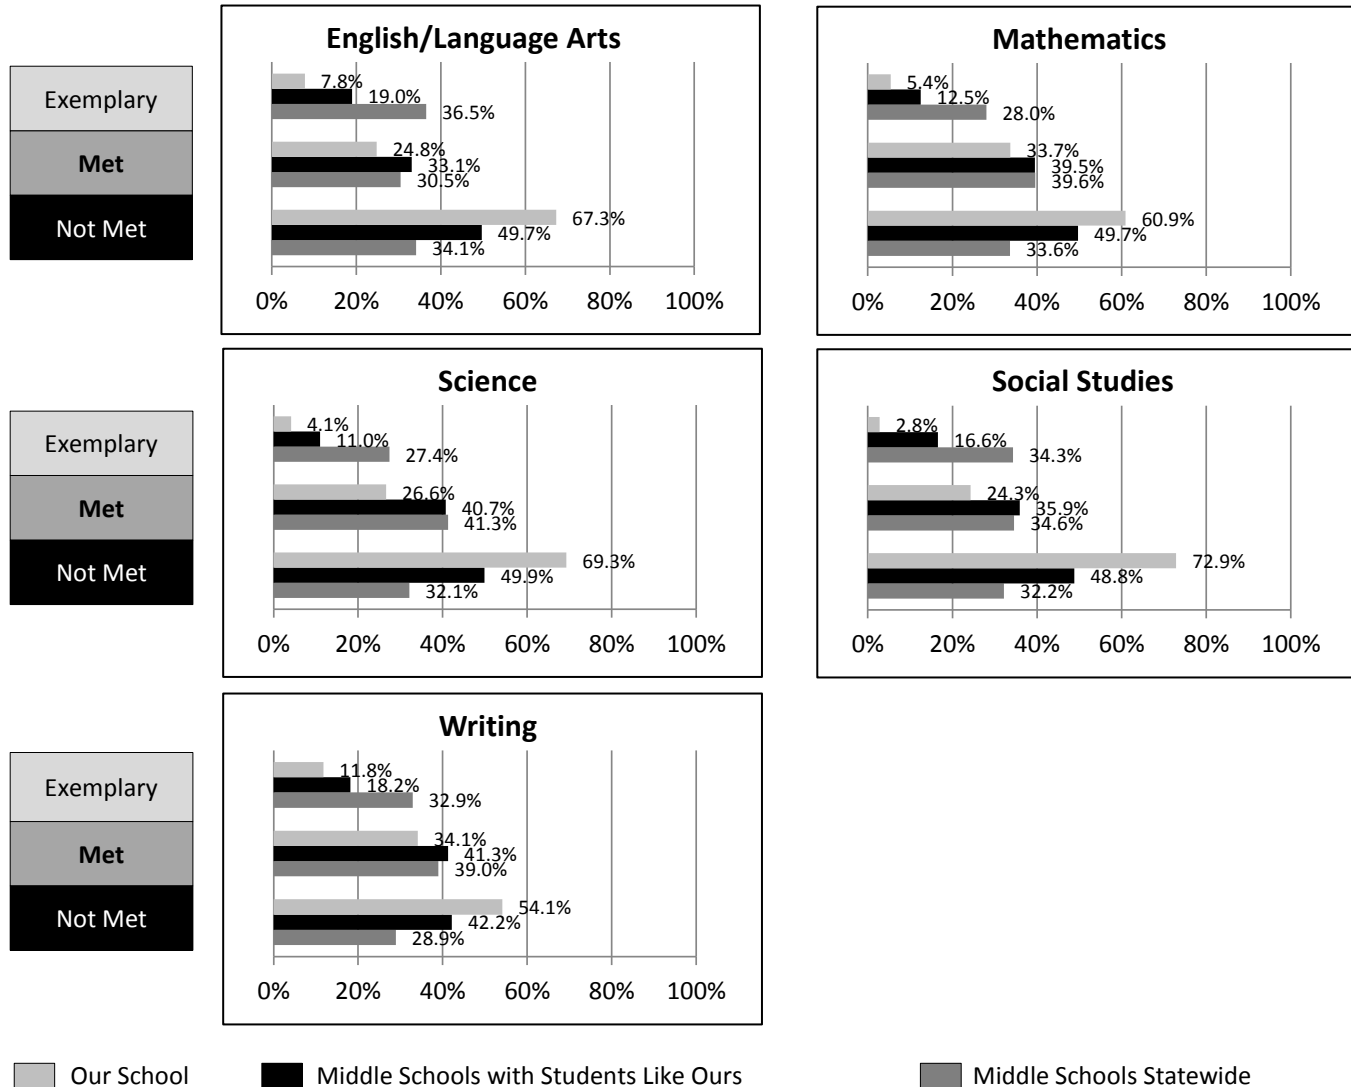 English/Language Arts
Exemplary
Met
Not Met
7.8%
19.0%
36.5%
24.8%
33.1%
30.5%
67.3%
49.7%
34.1%
0% 20% 40% 60% 80% 100%
Mathematics
5.4%
12.5%
28.0%
33.7%
39.5%
39.6%
60.9%
49.7%
33.6%
0% 20% 40% 60% 80% 100%
Science
Exemplary
Met
Not Met
4.1%
11.0%
27.4%
26.6%
40.7%
41.3%
69.3%
49.9%
32.1%
0% 20% 40% 60% 80% 100%
Social Studies
2.8%
16.6%
34.3%
24.3%
35.9%
34.6%
72.9%
48.8%
32.2%
0% 20% 40% 60% 80% 100%
Writing
Exemplary
Met
Not Met
11.8%
18.2%
32.9%
34.1%
41.3%
39.0%
54.1%
42.2%
28.9%
0% 20% 40% 60% 80% 100%
Our School
Middle Schools with Students Like Ours
Middle Schools Statewide